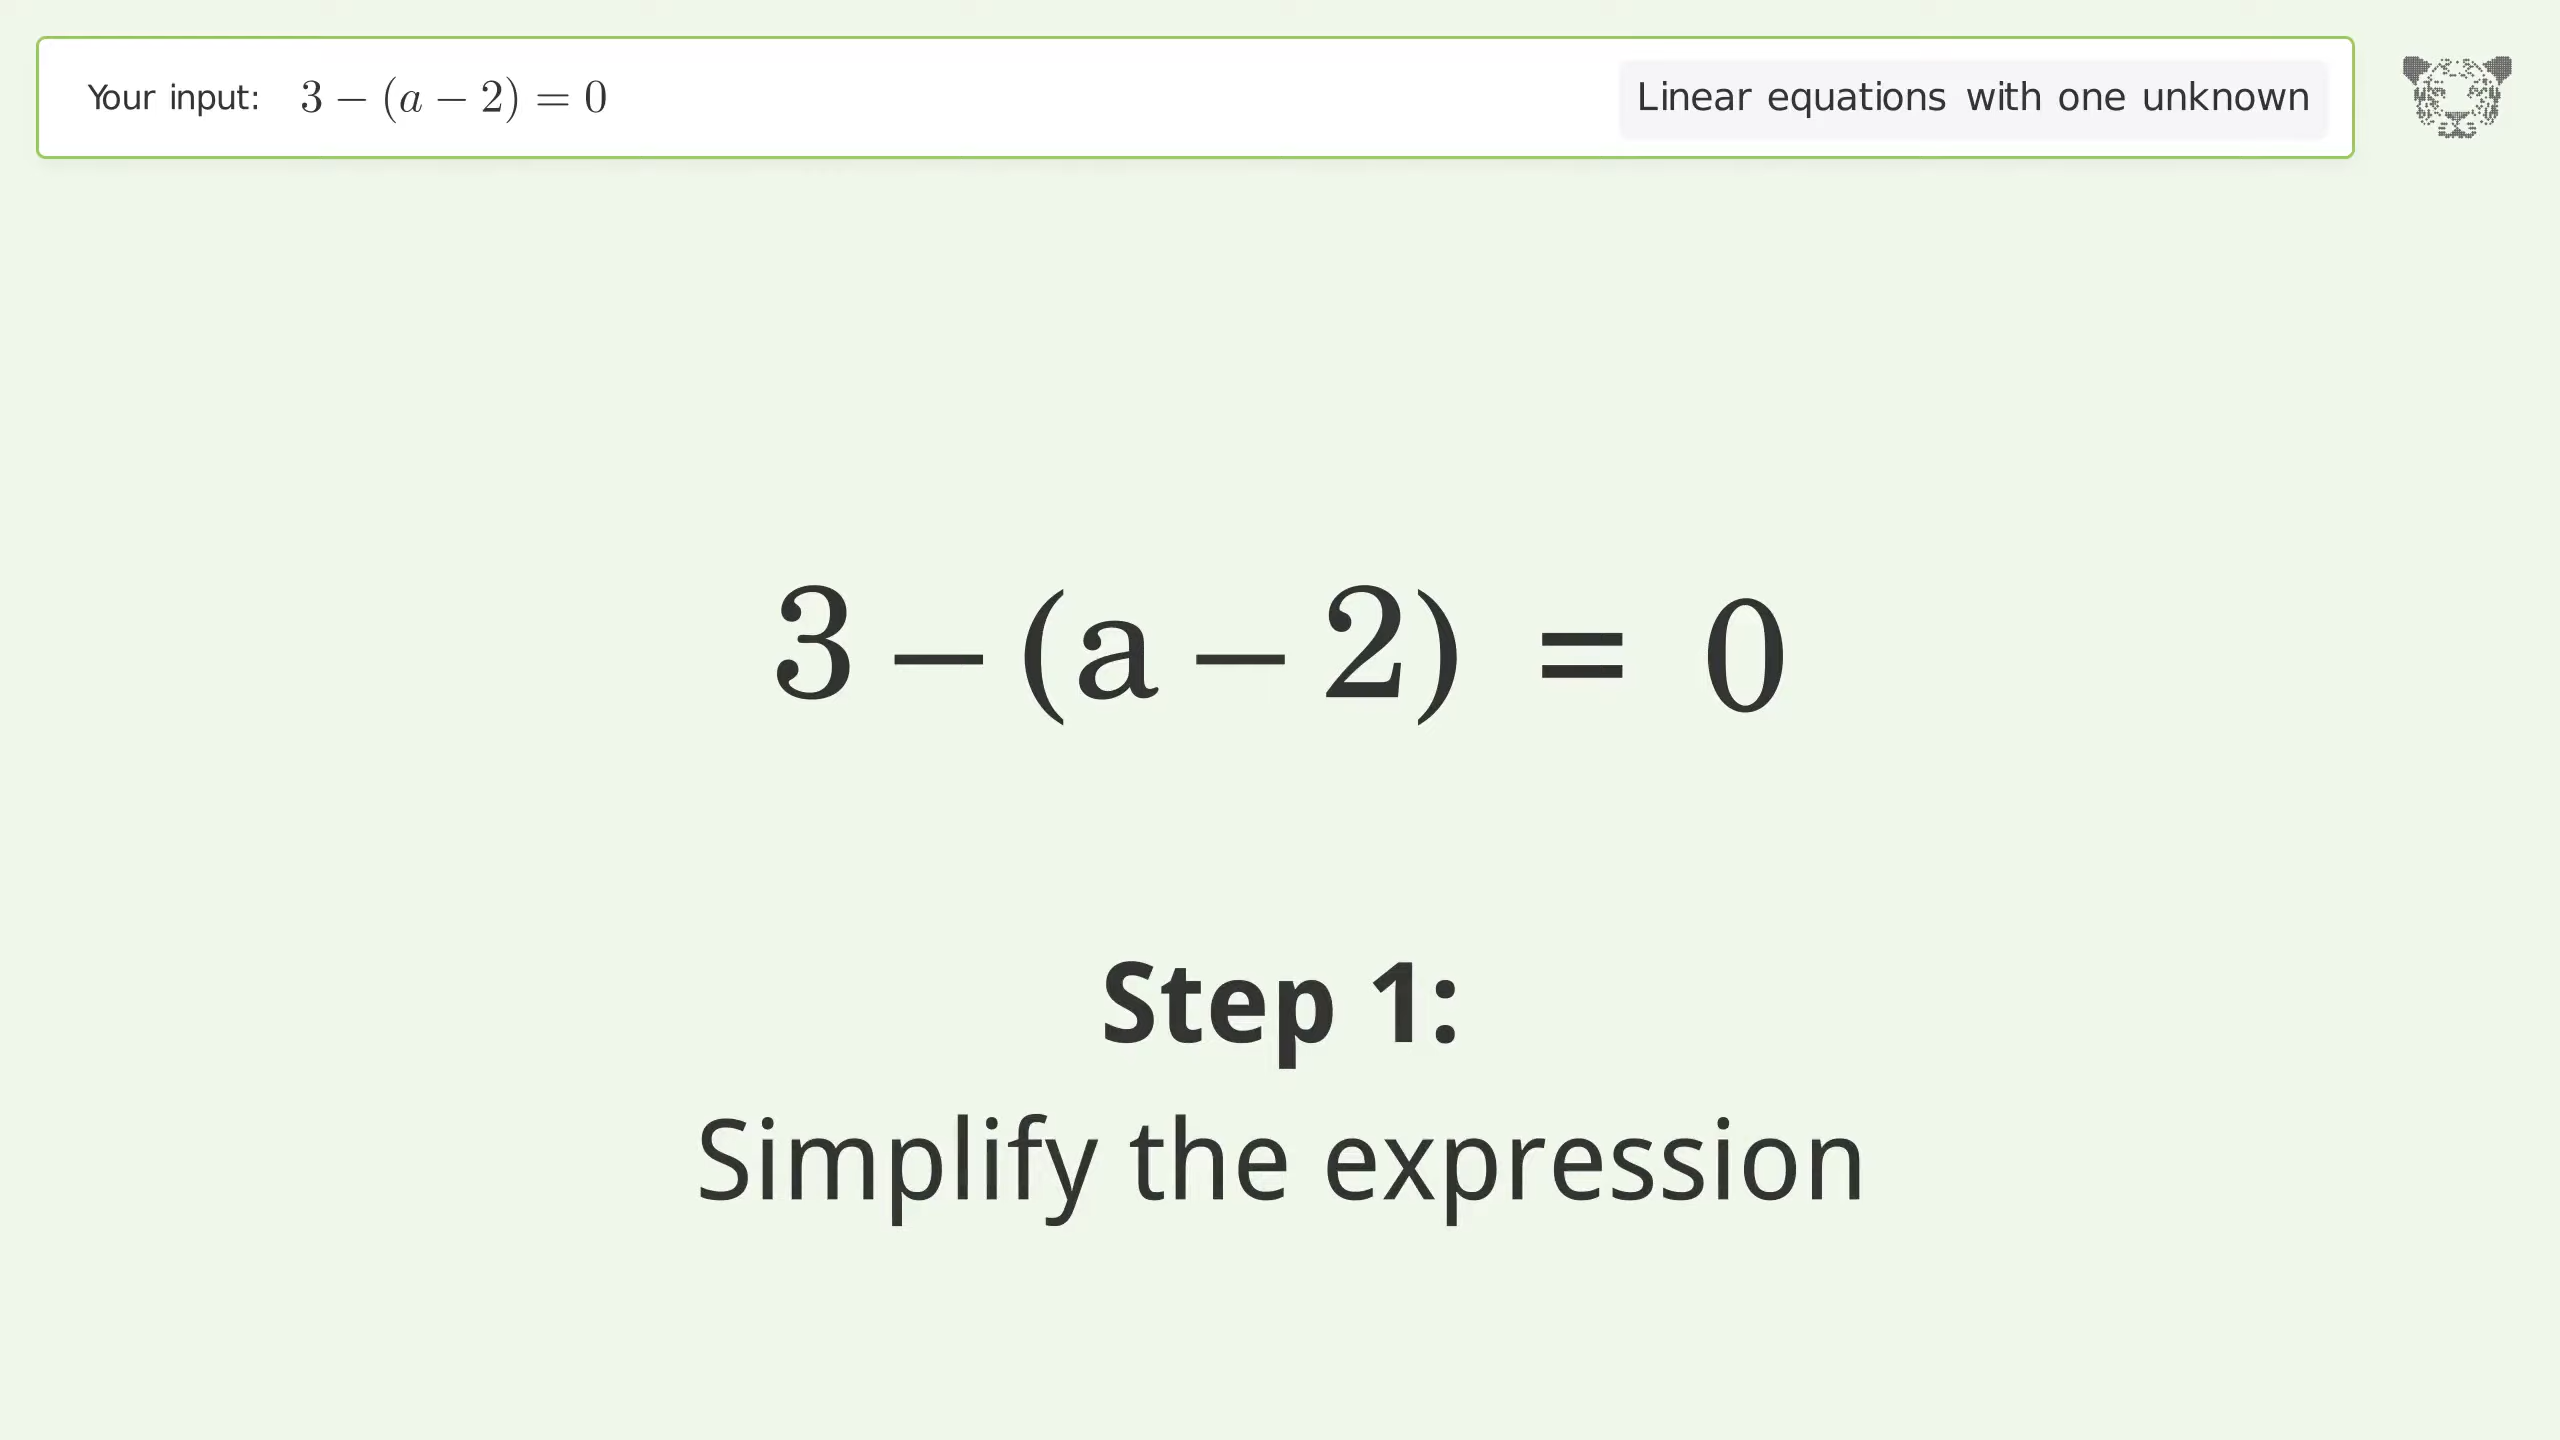 Your input: 3 − (a − 2) = 0
Linear equations with one unknown
3 − (a − 2) = 0
Step 1:
Simplify the expression